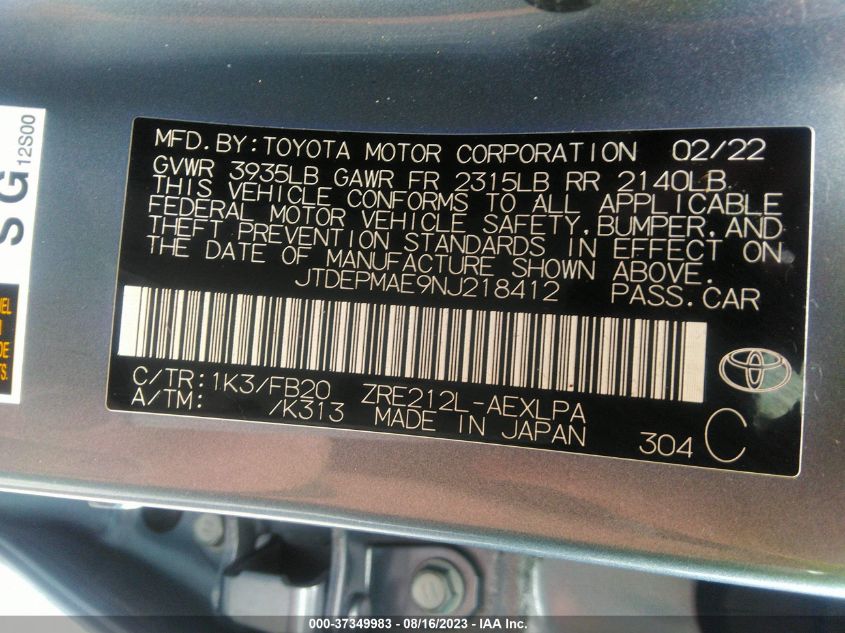 MFD.BY:TOYOTA MOTOR CORPORATION 02/22
GVWR 3935LB GAWR FR 2315LB RR 2140LB
THIS VEHICLE CONFORMS TO ALL APPLICABLE
FEDERAL MOTOR VEHICLE SAFETY,BUMPER,AND
THEFT PREVENTION STANDARDS IN EFFECT ON
THE DATE OF MANUFACTURE SHOWN ABOVE.
JTDEPMAE9NJ218412 PASS.CAR
C/TR:1K3/FB20 ZRE212L-AEXLPA
A/TM: /K313 MADE IN JAPAN 304 C
SG 12S00
000-37349983 - 08/16/2023 - IAA Inc.